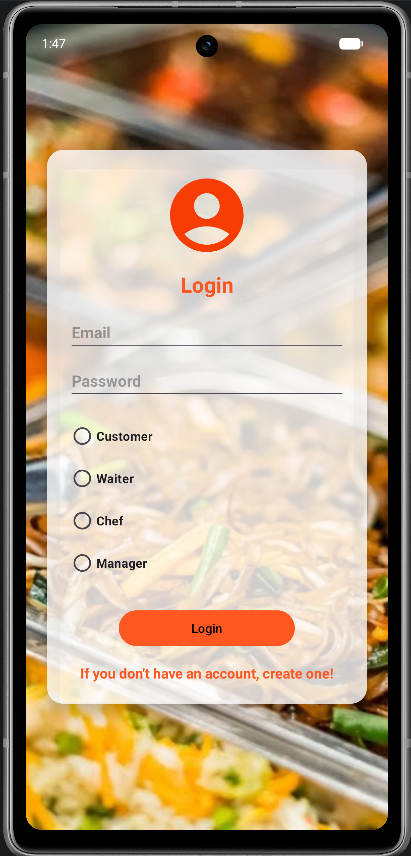 1:47
Login
Email
Password
Customer
Waiter
Chef
Manager
Login
If you don't have an account, create one!